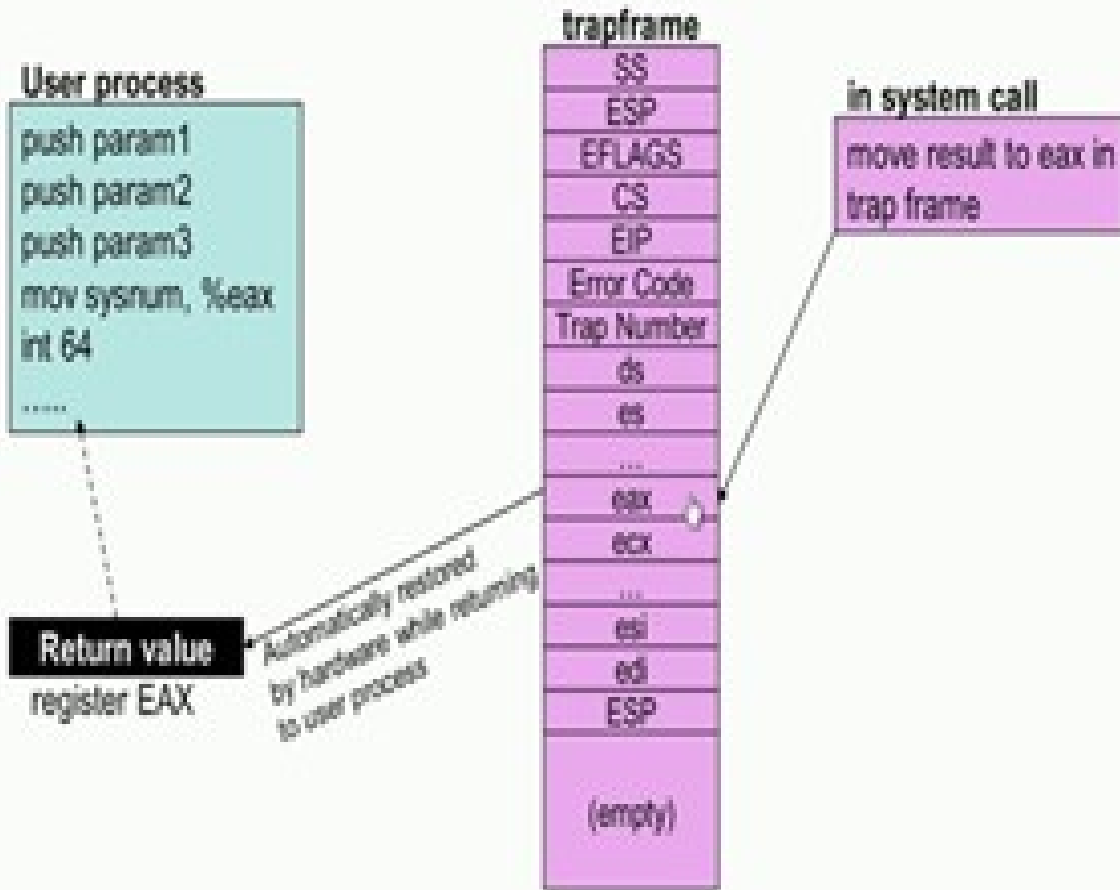 User process
push param1
push param2
push param3
mov sysnum, %eax
int 64
.....
Return value
register EAX
Automatically restored
by hardware while returning
to user process
trapframe
SS
ESP
EFLAGS
CS
EIP
Error Code
Trap Number
ds
es
...
eax
ecx
...
esi
edi
ESP
(empty)
in system call
move result to eax in
trap frame